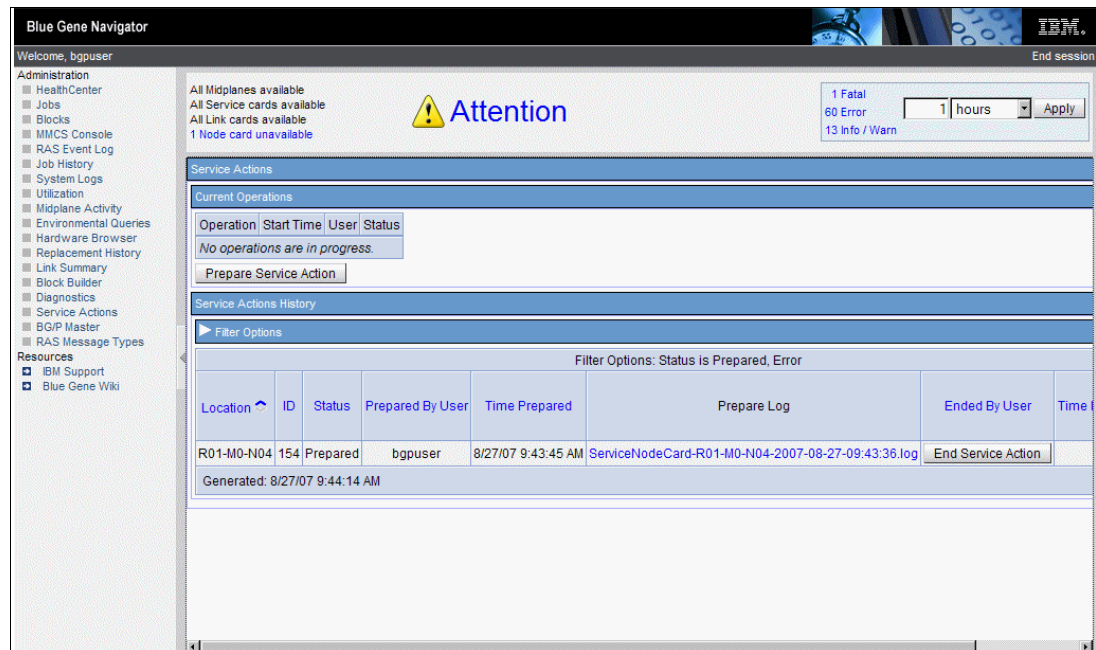 Blue Gene Navigator
IBM.
Welcome, bgpuser
End session
Administration
HealthCenter
Jobs
Blocks
MMCS Console
RAS Event Log
Job History
System Logs
Utilization
Midplane Activity
Environmental Queries
Hardware Browser
Replacement History
Link Summary
Block Builder
Diagnostics
Service Actions
BG/P Master
RAS Message Types
Resources
IBM Support
Blue Gene Wiki
All Midplanes available
All Service cards available
All Link cards available
1 Node card unavailable
Attention
1 Fatal
60 Error
13 Info / Warn
1 hours Apply
Service Actions
Current Operations
Operation Start Time User Status
No operations are in progress.
Prepare Service Action
Service Actions History
Filter Options
Filter Options: Status is Prepared, Error
Location ID Status Prepared By User Time Prepared Prepare Log Ended By User Time
R01-M0-N04 154 Prepared bgpuser 8/27/07 9:43:45 AM ServiceNodeCard-R01-M0-N04-2007-08-27-09:43:36.log End Service Action
Generated: 8/27/07 9:44:14 AM